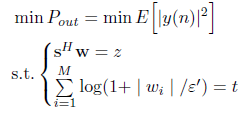 min P_out = min E[|y(n)|²]
s.t. { s^H w = z
∑_{i=1}^{M} log(1+ | w_i | /ε′) = t